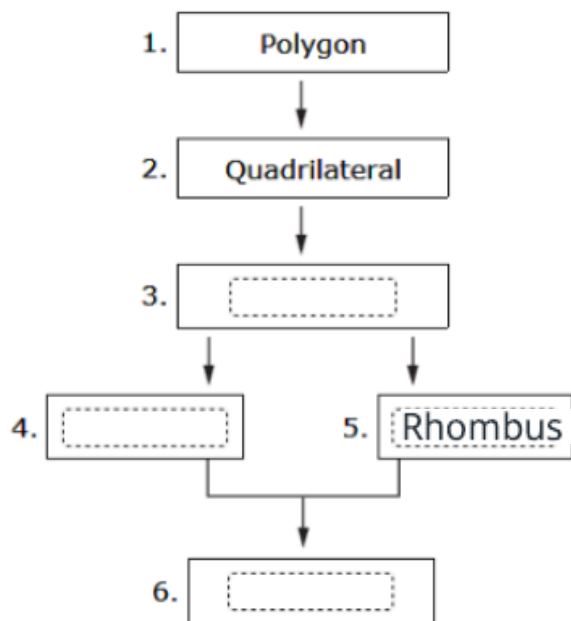 1. Polygon
2. Quadrilateral
3.
4. 5. Rhombus
6.